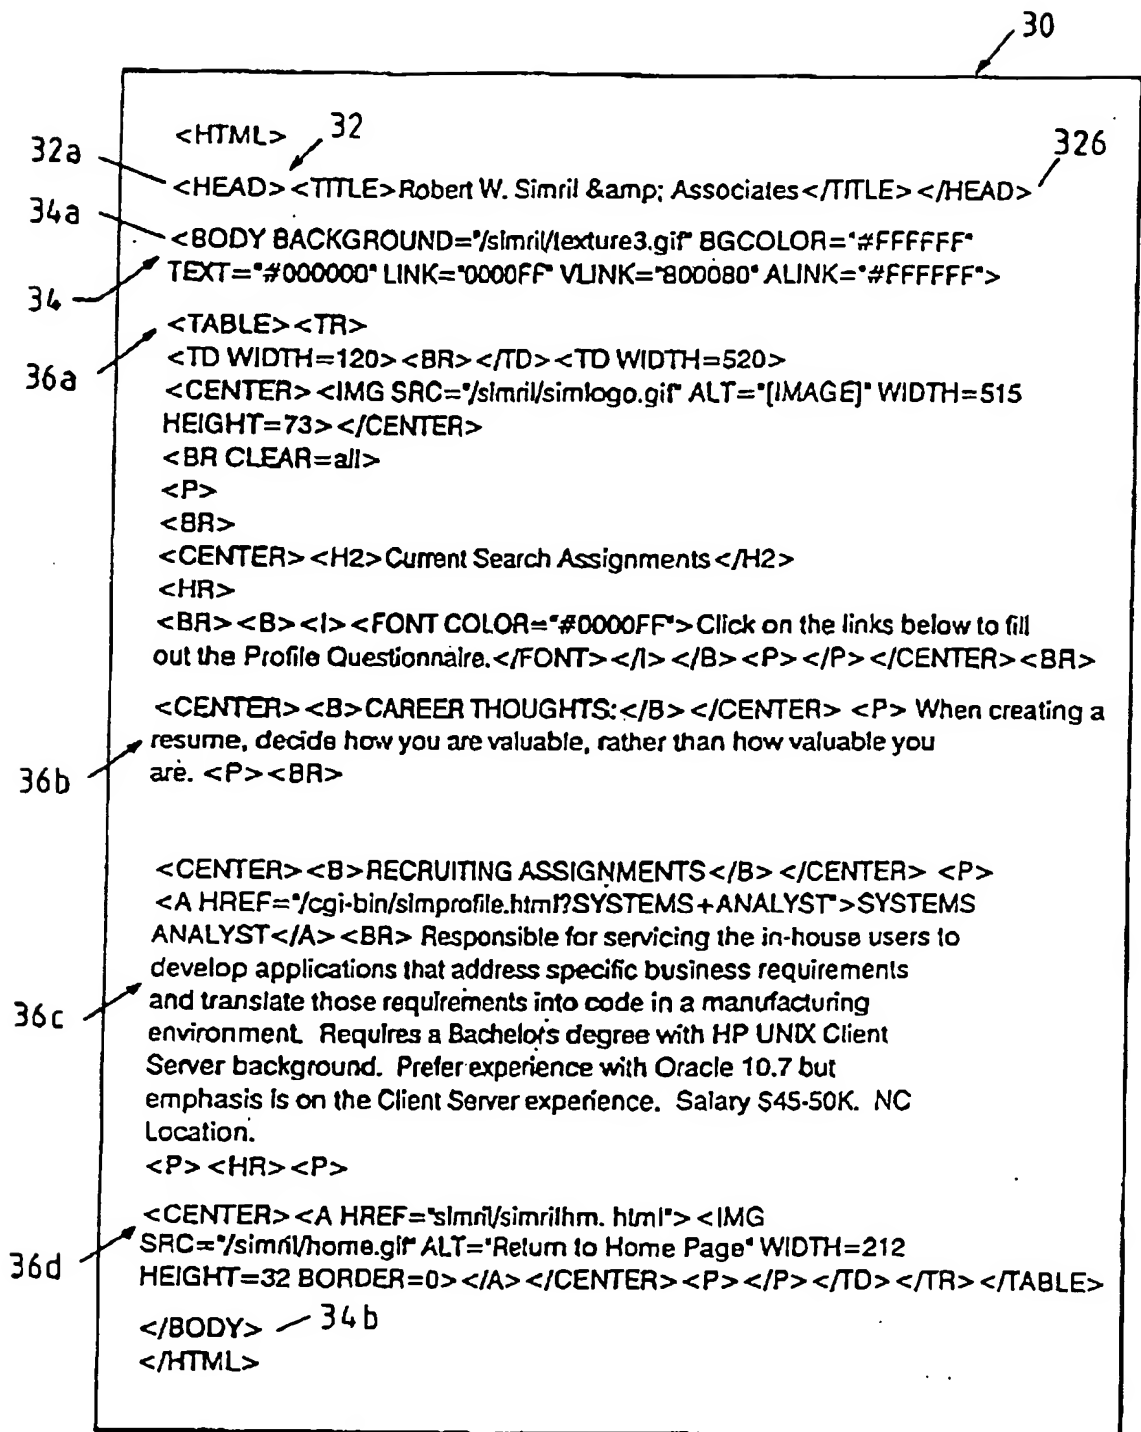 30
32
326
<HTML>
32a
<HEAD> <TITLE>Robert W. Simril &amp; Associates</TITLE> </HEAD>
34a
<BODY BACKGROUND="/simril/texture3.gif" BGCOLOR="#FFFFFF"
TEXT="#000000" LINK="0000FF" VLINK="800080" ALINK="#FFFFFF">
34
<TABLE> <TR>
36a
<TD WIDTH=120> <BR> </TD> <TD WIDTH=520>
<CENTER> <IMG SRC="/simril/simlogo.gif" ALT="[IMAGE]" WIDTH=515
HEIGHT=73> </CENTER>
<BR CLEAR=all>
<P>
<BR>
<CENTER> <H2>Current Search Assignments</H2>
<HR>
<BR> <B> <I> <FONT COLOR="#0000FF">Click on the links below to fill
out the Profile Questionnaire.</FONT> </I> </B> <P> </P> </CENTER> <BR>
<CENTER> <B>CAREER THOUGHTS:</B> </CENTER> <P> When creating a
resume, decide how you are valuable, rather than how valuable you
36b
are. <P> <BR>
<CENTER> <B>RECRUITING ASSIGNMENTS</B> </CENTER> <P>
<A HREF="/cgi-bin/simprofile.html?SYSTEMS+ANALYST">SYSTEMS
ANALYST</A> <BR> Responsible for servicing the in-house users to
develop applications that address specific business requirements
36c
and translate those requirements into code in a manufacturing
environment. Requires a Bachelor's degree with HP UNIX Client
Server background. Prefer experience with Oracle 10.7 but
emphasis is on the Client Server experience. Salary $45-50K. NC
Location.
<P> <HR> <P>
<CENTER> <A HREF="simril/simrilhm. html"> <IMG
36d
SRC="/simril/home.gif" ALT="Return to Home Page" WIDTH=212
HEIGHT=32 BORDER=0> </A> </CENTER> <P> </P> </TD> </TR> </TABLE>
</BODY>
34b
</HTML>